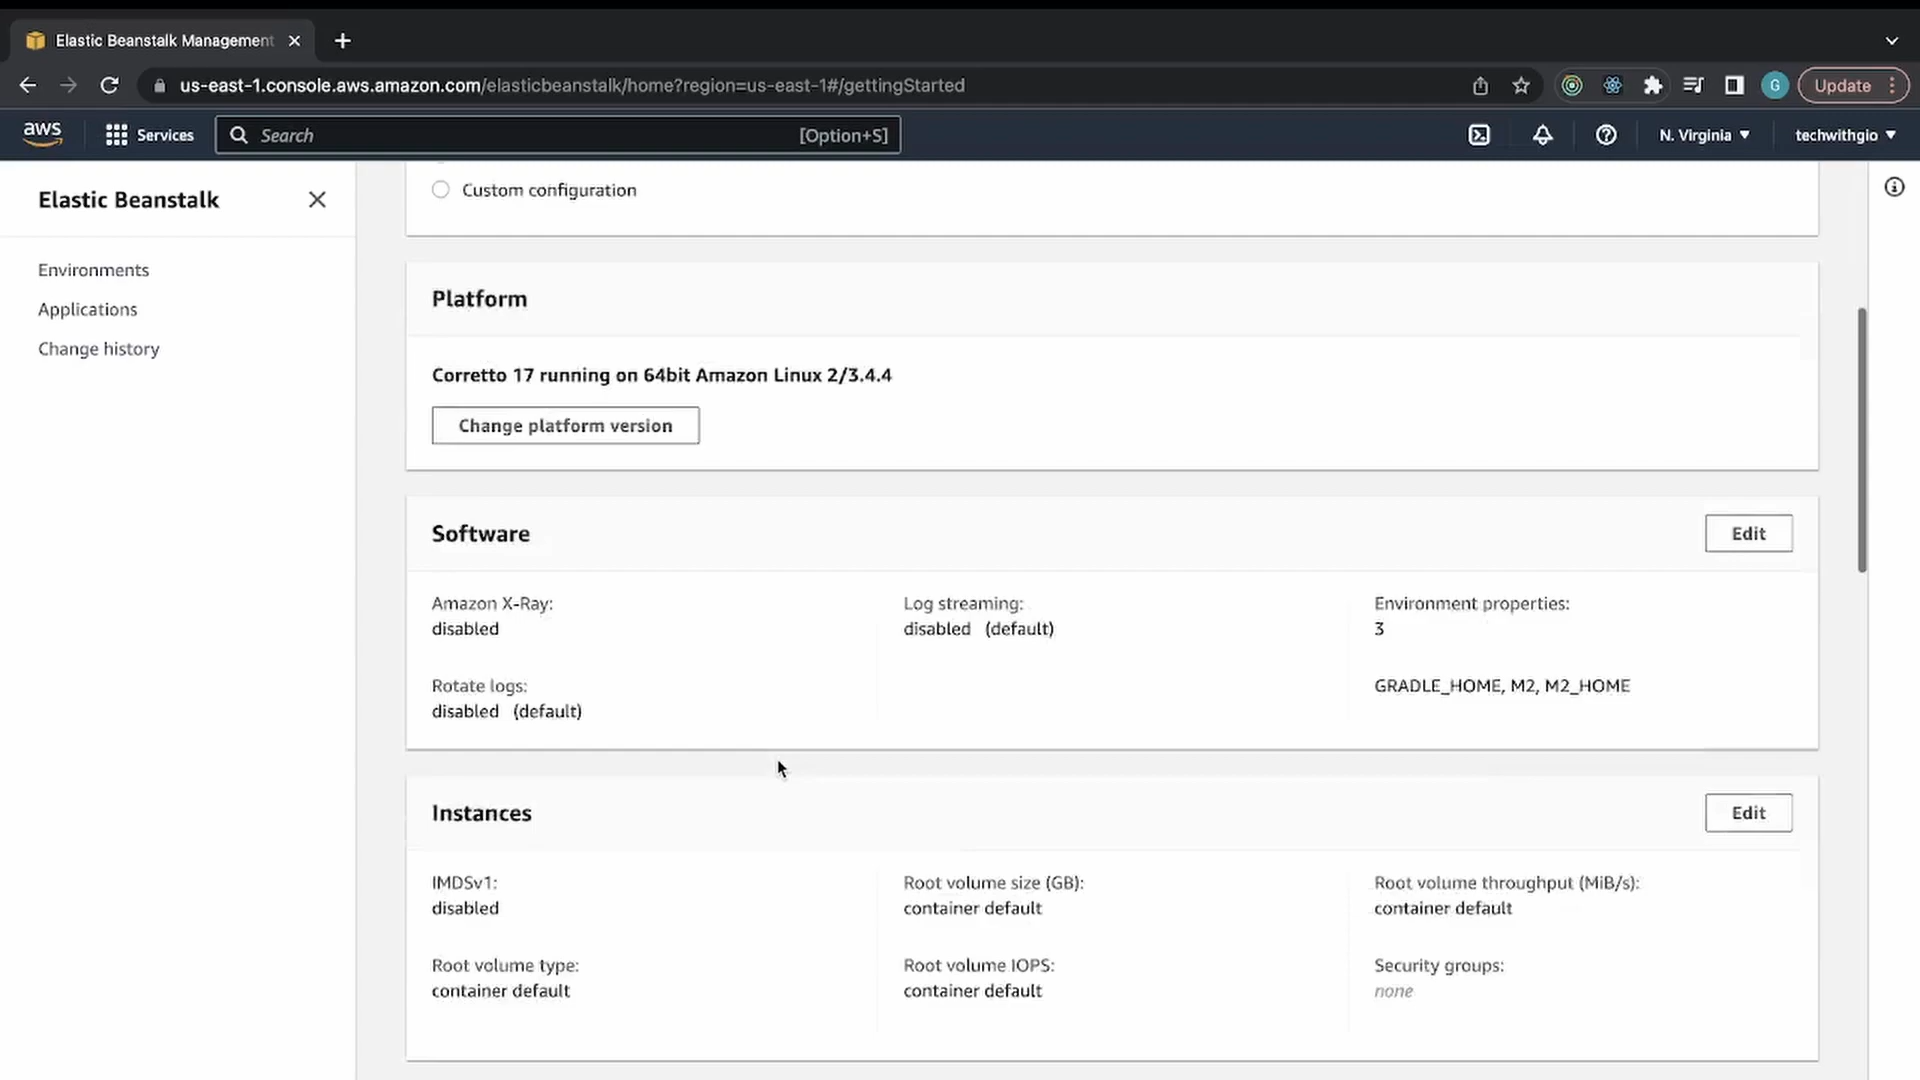 Elastic Beanstalk Management
us-east-1.console.aws.amazon.com/elasticbeanstalk/home?region=us-east-1#/gettingStarted
G
Update
aws
Services
Search
[Option+S]
N. Virginia
techwithgio
Elastic Beanstalk
Environments
Applications
Change history
Custom configuration
Platform
Corretto 17 running on 64bit Amazon Linux 2/3.4.4
Change platform version
Software
Edit
Amazon X-Ray:
disabled
Log streaming:
disabled (default)
Environment properties:
3
Rotate logs:
disabled (default)
GRADLE_HOME, M2, M2_HOME
Instances
Edit
IMDSv1:
disabled
Root volume size (GB):
container default
Root volume throughput (MiB/s):
container default
Root volume type:
container default
Root volume IOPS:
container default
Security groups:
none